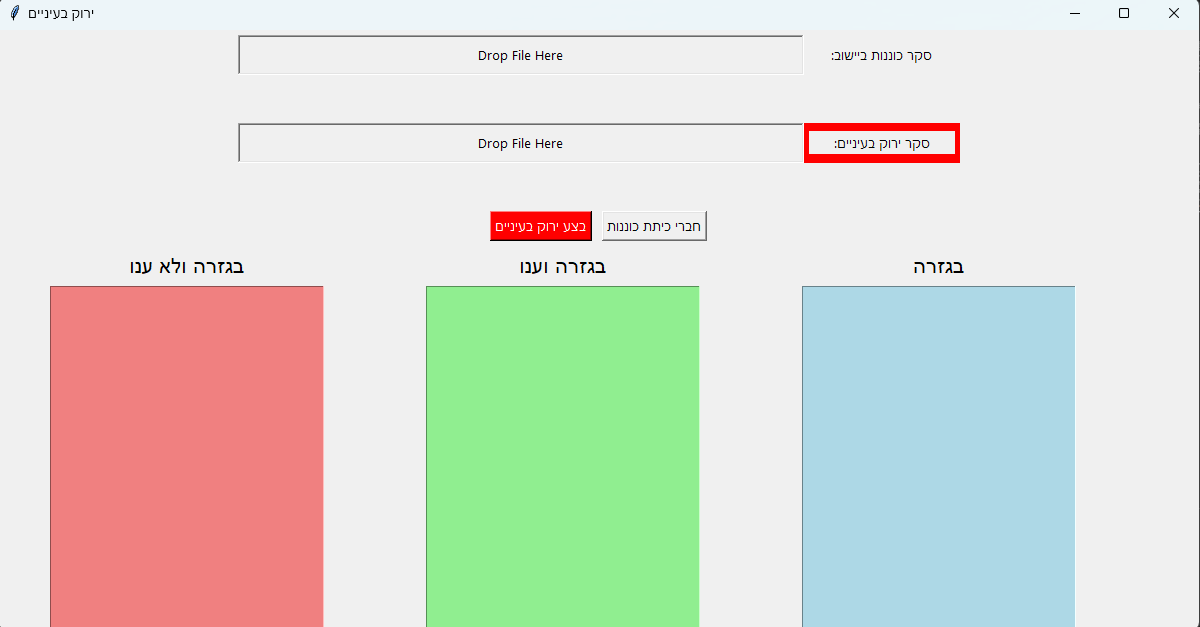 ירוק בעיניים
סקר כוננות ביישוב:
Drop File Here
סקר ירוק בעיניים:
Drop File Here
חברי כיתת כוננות
בצע ירוק בעיניים
בגזרה
בגזרה וענו
בגזרה ולא ענו